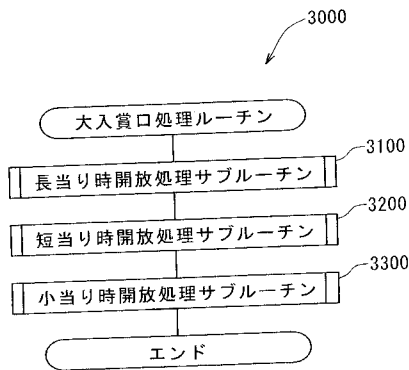 3000
大入賞口処理ルーチン
3100
長当り時開放処理サブルーチン
3200
短当り時開放処理サブルーチン
3300
小当り時開放処理サブルーチン
エンド